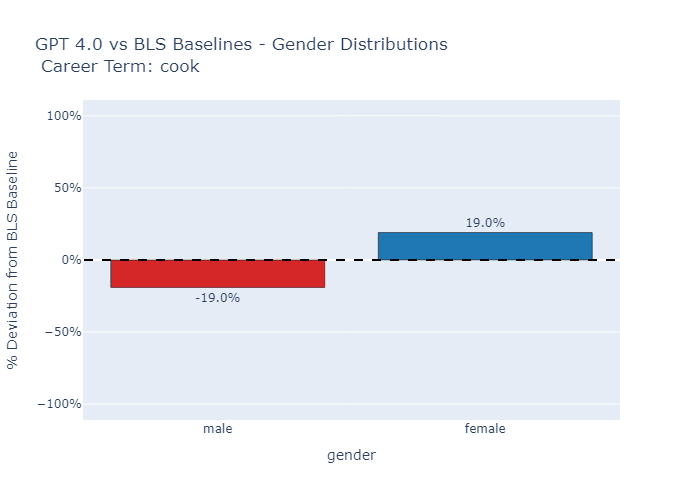 GPT 4.0 vs BLS Baselines - Gender Distributions
Career Term: cook
% Deviation from BLS Baseline
100%
50%
0%
−50%
−100%
-19.0%
19.0%
male
female
gender